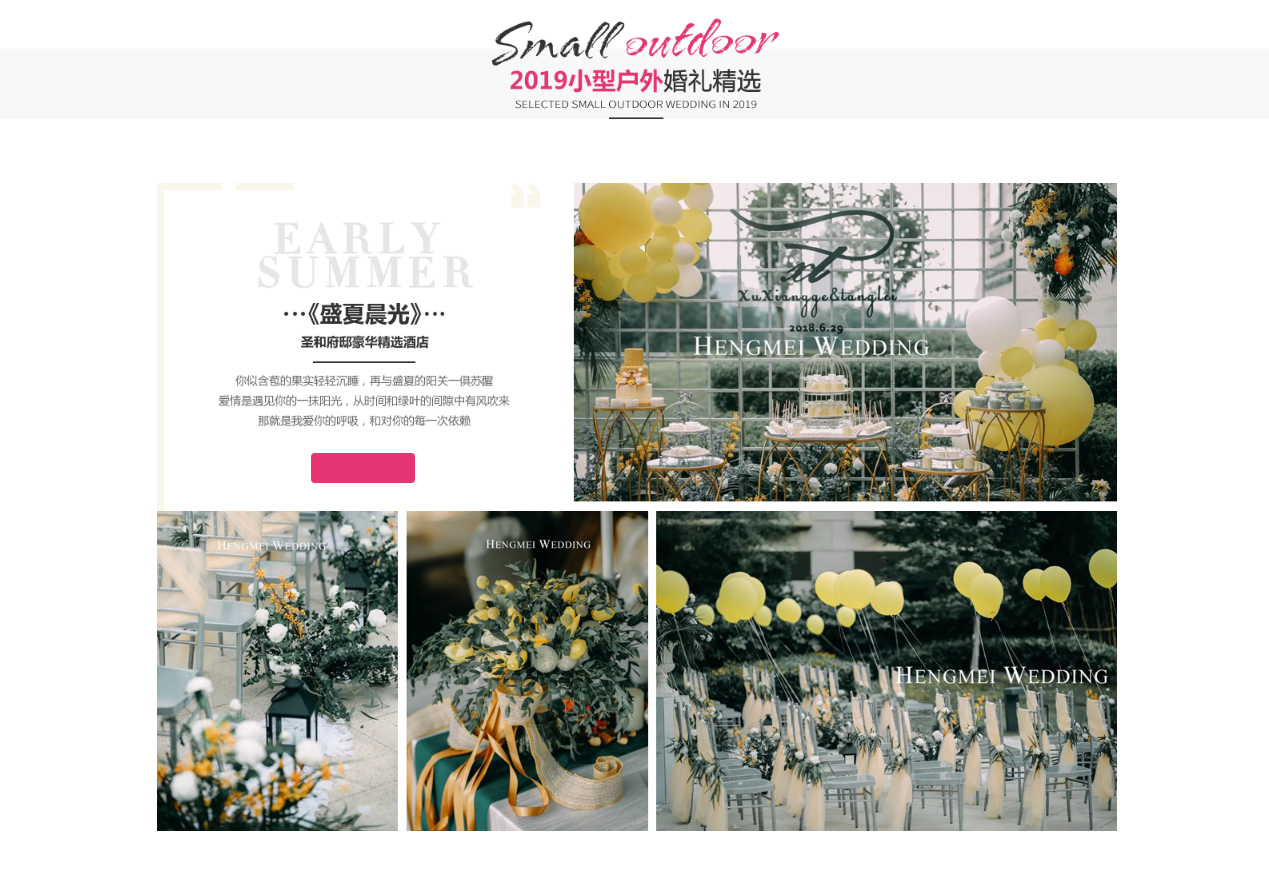 Small outdoor
2019小型户外婚礼精选
SELECTED SMALL OUTDOOR WEDDING IN 2019
EARLY
SUMMER
···《盛夏晨光》···
圣和府邸豪华精选酒店
你似含苞的果实轻轻沉睡，再与盛夏的阳关一俱苏醒
爱情是遇见你的一抹阳光，从时间和绿叶的间隙中有风吹来
那就是我爱你的呼吸，和对你的每一次依赖
xt
XuXiangge&tanglei
2018.6.29
HENGMEI WEDDING
HENGMEI WEDDING
HENGMEI WEDDING
HENGMEI WEDDING